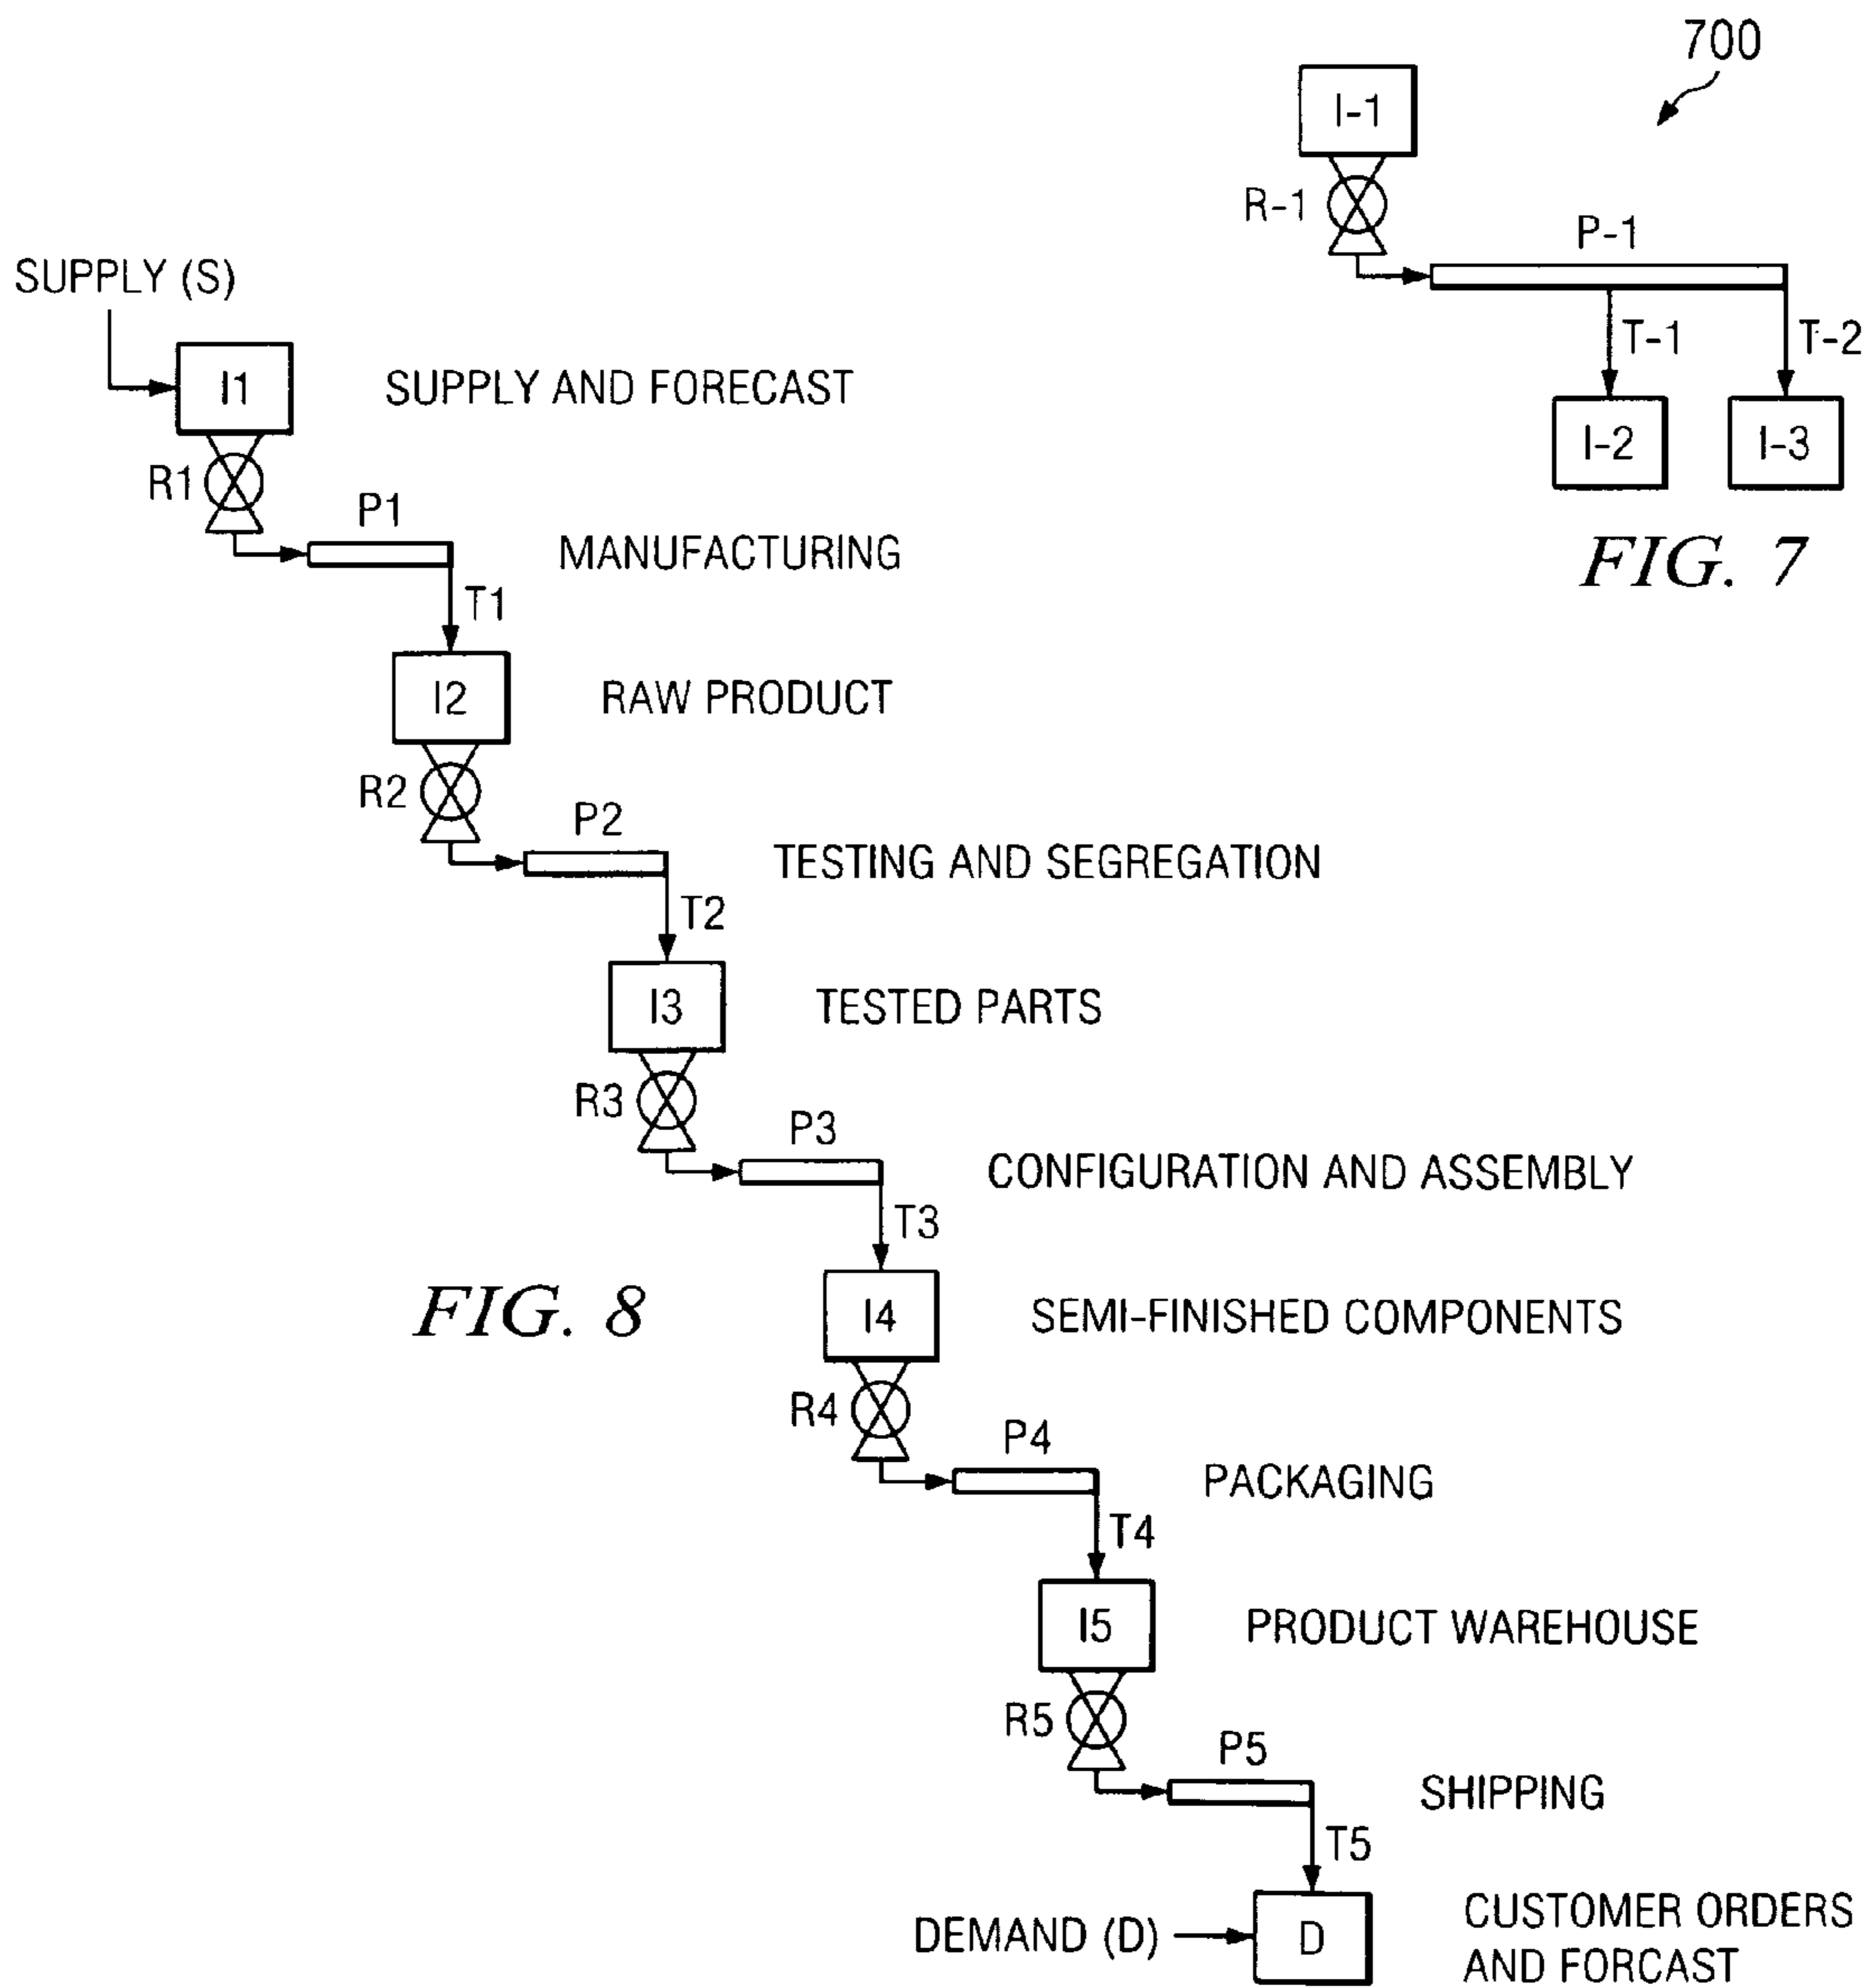 700
I-1
R-1
P-1
T-1
T-2
I-2
I-3
FIG. 7
SUPPLY (S)
I1
SUPPLY AND FORECAST
R1
P1
MANUFACTURING
T1
I2
RAW PRODUCT
R2
P2
TESTING AND SEGREGATION
T2
I3
TESTED PARTS
R3
P3
CONFIGURATION AND ASSEMBLY
T3
FIG. 8
I4
SEMI-FINISHED COMPONENTS
R4
P4
PACKAGING
T4
I5
PRODUCT WAREHOUSE
R5
P5
SHIPPING
T5
DEMAND (D)
D
CUSTOMER ORDERS
AND FORCAST